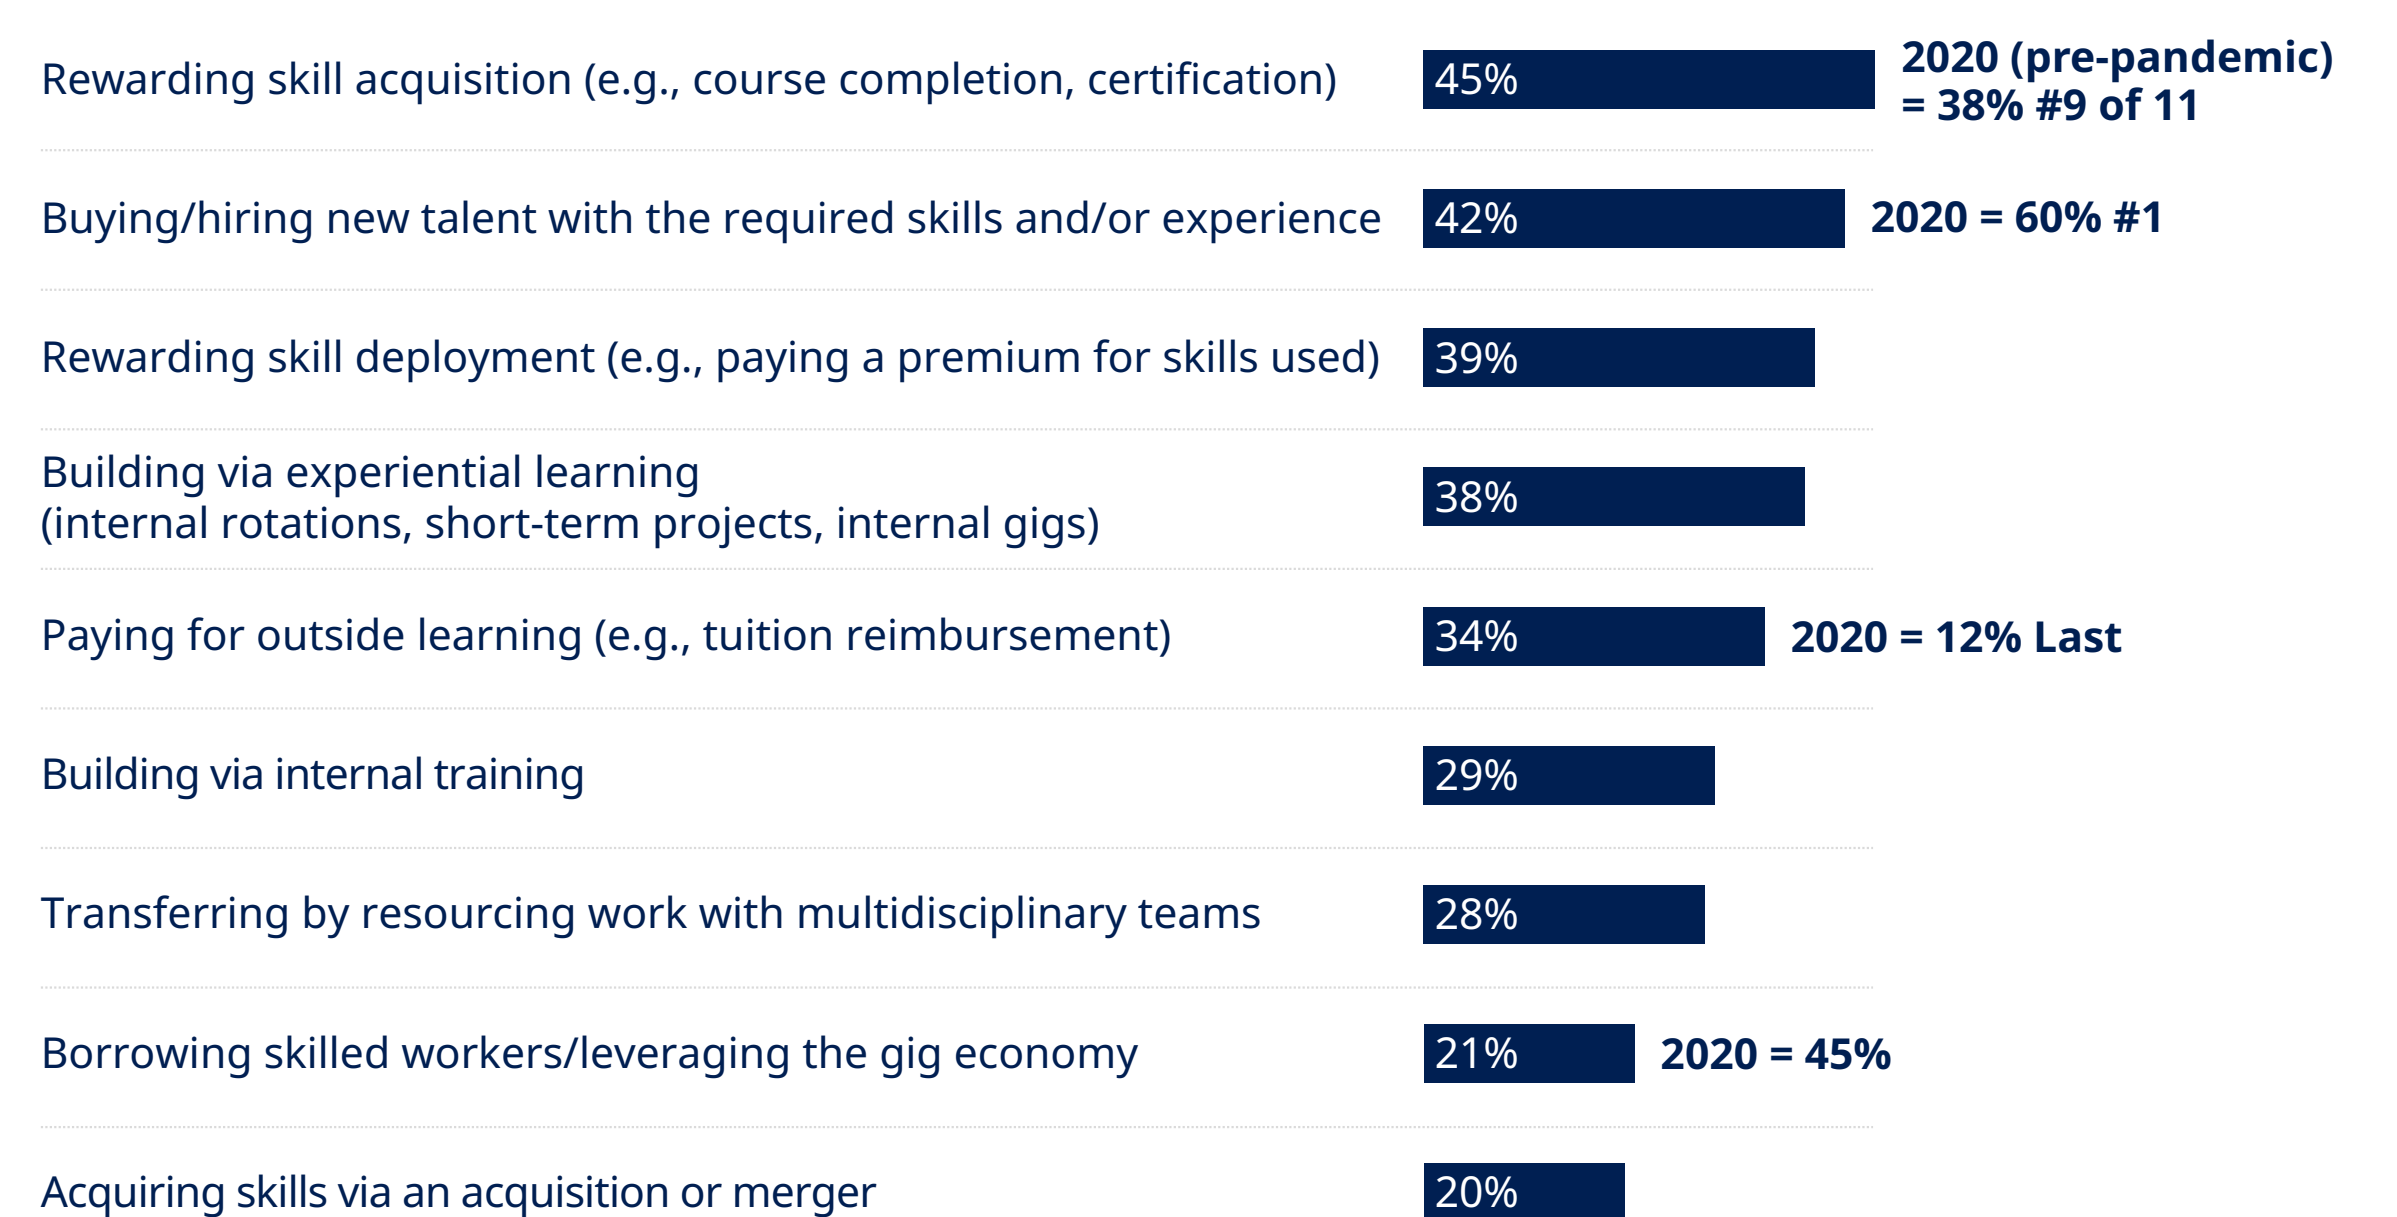 Rewarding skill acquisition (e.g., course completion, certification) 45% 2020 (pre-pandemic)
= 38% #9 of 11
Buying/hiring new talent with the required skills and/or experience 42% 2020 = 60% #1
Rewarding skill deployment (e.g., paying a premium for skills used) 39%
Building via experiential learning
(internal rotations, short-term projects, internal gigs) 38%
Paying for outside learning (e.g., tuition reimbursement) 34% 2020 = 12% Last
Building via internal training 29%
Transferring by resourcing work with multidisciplinary teams 28%
Borrowing skilled workers/leveraging the gig economy 21% 2020 = 45%
Acquiring skills via an acquisition or merger 20%